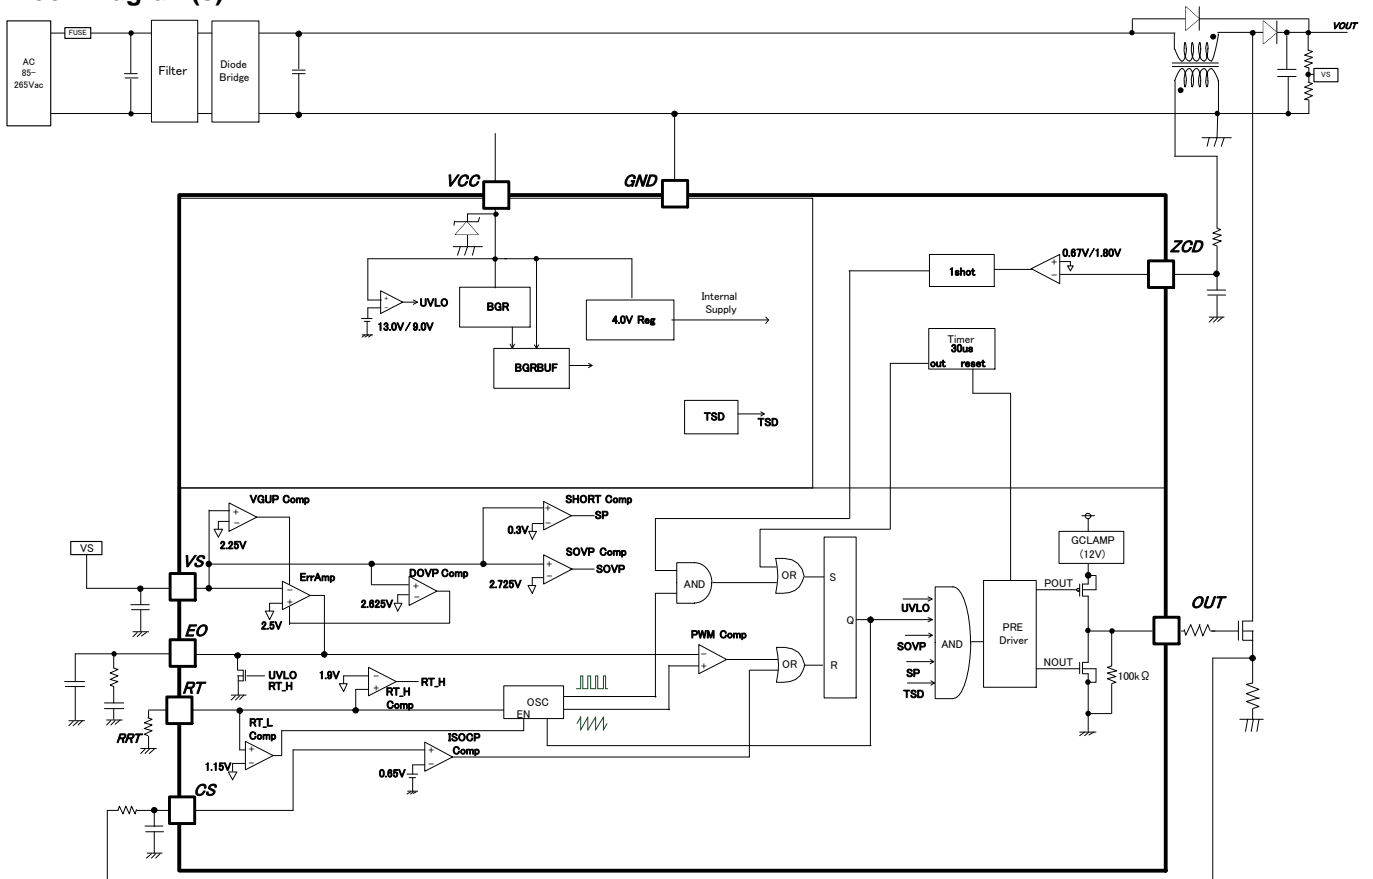 VOUT
FUSE
AC
85-
265Vac
Filter
Diode
Bridge
VS
VCC
GND
ZCD
0.67V/1.80V
1shot
UVLO
13.0V / 9.0V
BGR
4.0V Reg
Internal
Supply
BGRBUF
Timer
30us
out reset
TSD
TSD
VGUP Comp
2.25V
SHORT Comp
SP
0.3V
SOVP Comp
SOVP
2.725V
VS
VS
ErrAmp
2.5V
DOVP Comp
2.625V
AND
OR
S
Q
R
OR
PWM Comp
GCLAMP
(12V)
POUT
NOUT
100kΩ
OUT
UVLO
SOVP
SP
TSD
AND
PRE
Driver
EO
UVLO
RT_H
1.9V
RT_H
RT_H
Comp
RT
RRT
RT_L
Comp
1.15V
OSC
EN
ISOCP
Comp
0.65V
CS